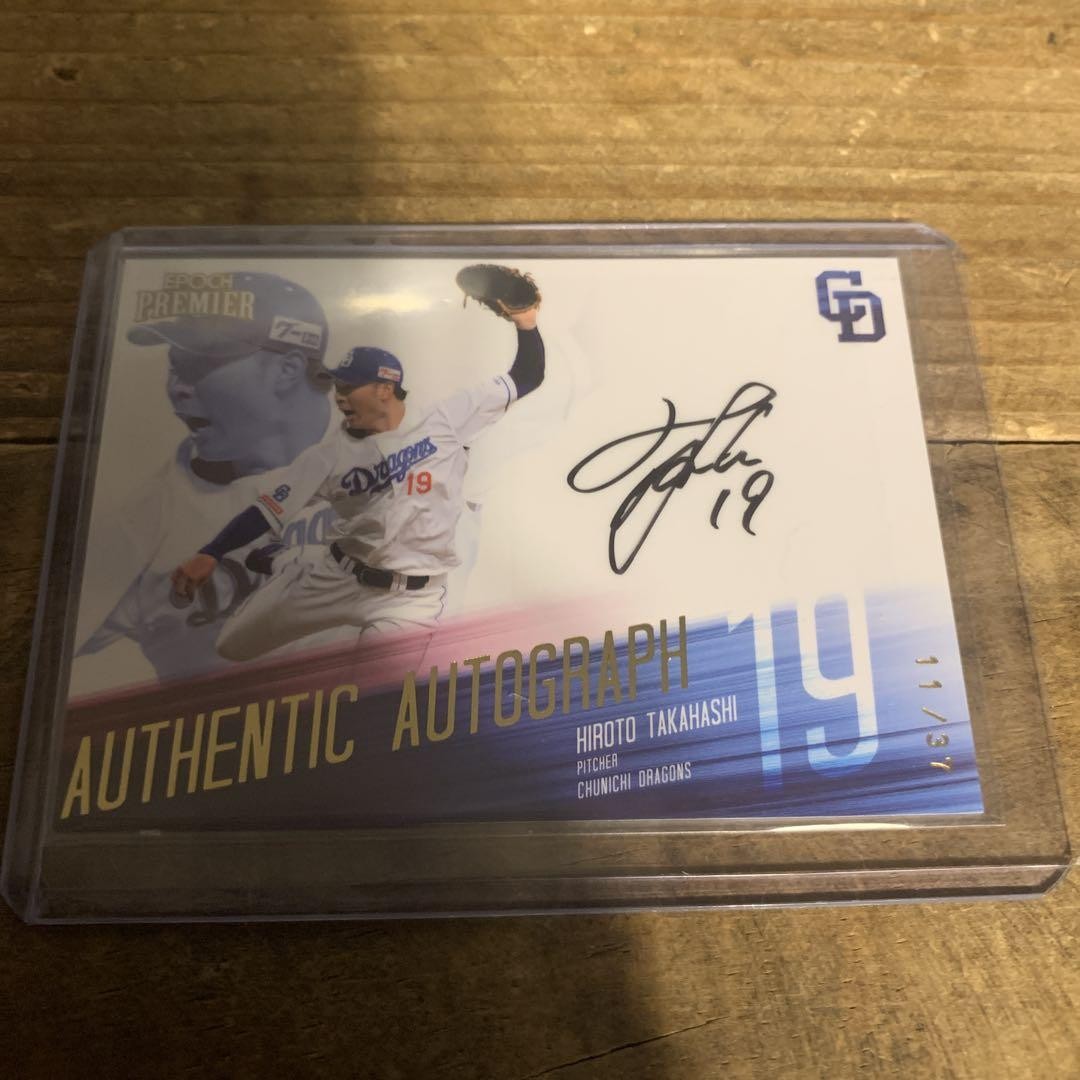 EPOCH
PREMIER
CD
Dragons
19
19
AUTHENTIC AUTOGRAPH
HIROTO TAKAHASHI
PITCHER
CHUNICHI DRAGONS
19
11/37